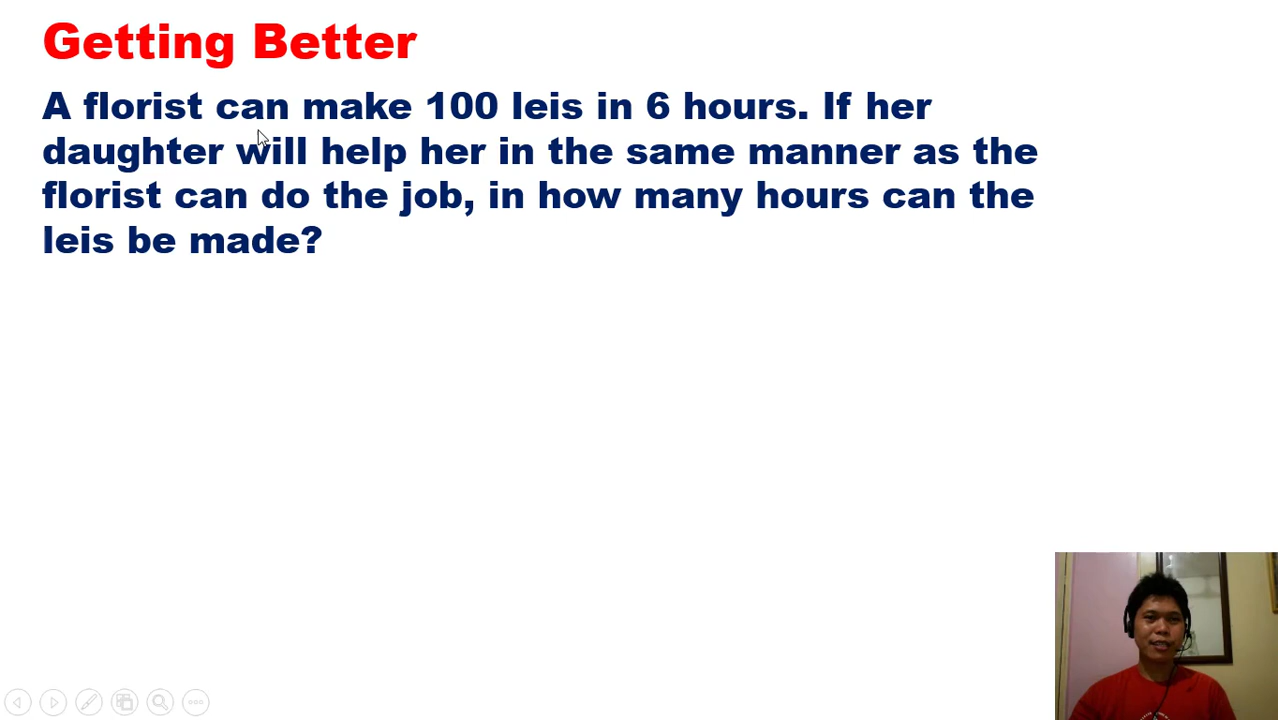 Getting Better
A florist can make 100 leis in 6 hours. If her
daughter will help her in the same manner as the
florist can do the job, in how many hours can the
leis be made?